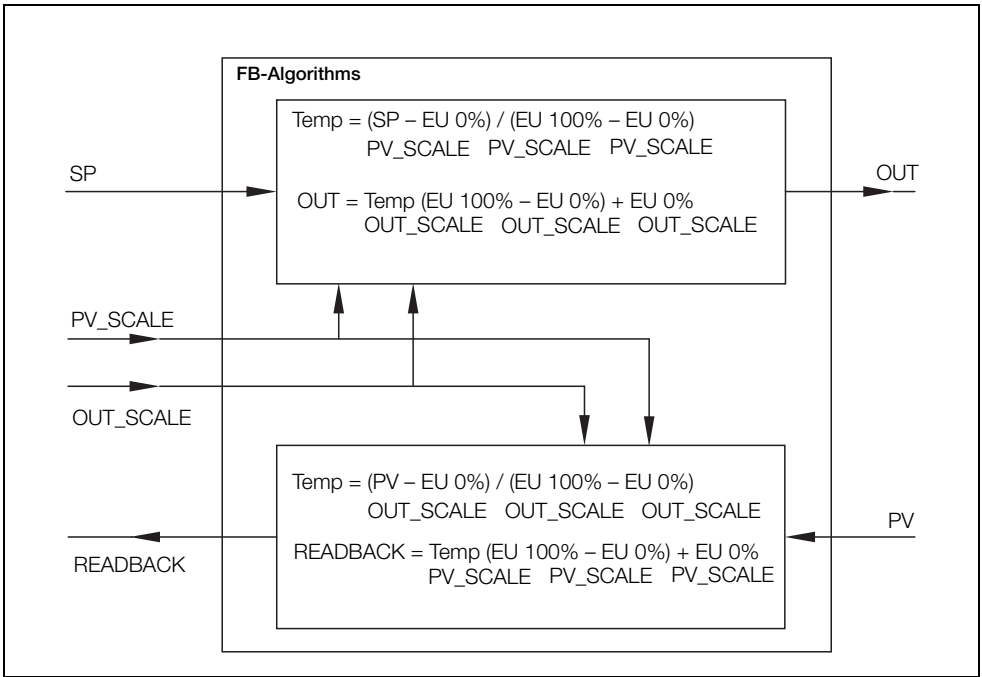 FB-Algorithms
Temp = (SP – EU 0%) / (EU 100% – EU 0%)
PV_SCALE PV_SCALE PV_SCALE
SP
OUT
OUT = Temp (EU 100% – EU 0%) + EU 0%
OUT_SCALE OUT_SCALE OUT_SCALE
PV_SCALE
OUT_SCALE
Temp = (PV – EU 0%) / (EU 100% – EU 0%)
OUT_SCALE OUT_SCALE OUT_SCALE
PV
READBACK = Temp (EU 100% – EU 0%) + EU 0%
READBACK
PV_SCALE PV_SCALE PV_SCALE